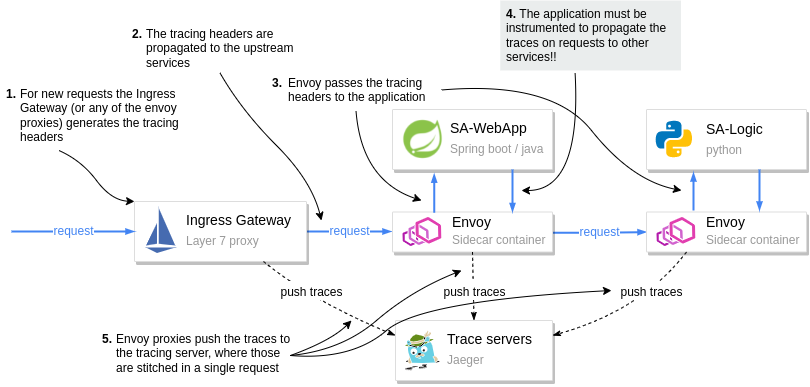 2. The tracing headers are
propagated to the upstream
services
4. The application must be
instrumented to propagate the
traces on requests to other
services!!
1. For new requests the Ingress
Gateway (or any of the envoy
proxies) generates the tracing
headers
3. Envoy passes the tracing
headers to the application
SA-WebApp
Spring boot / java
SA-Logic
python
request
Ingress Gateway
Layer 7 proxy
request
Envoy
Sidecar container
request
Envoy
Sidecar container
push traces
push traces
push traces
5. Envoy proxies push the traces to
the tracing server, where those
are stitched in a single request
Trace servers
Jaeger